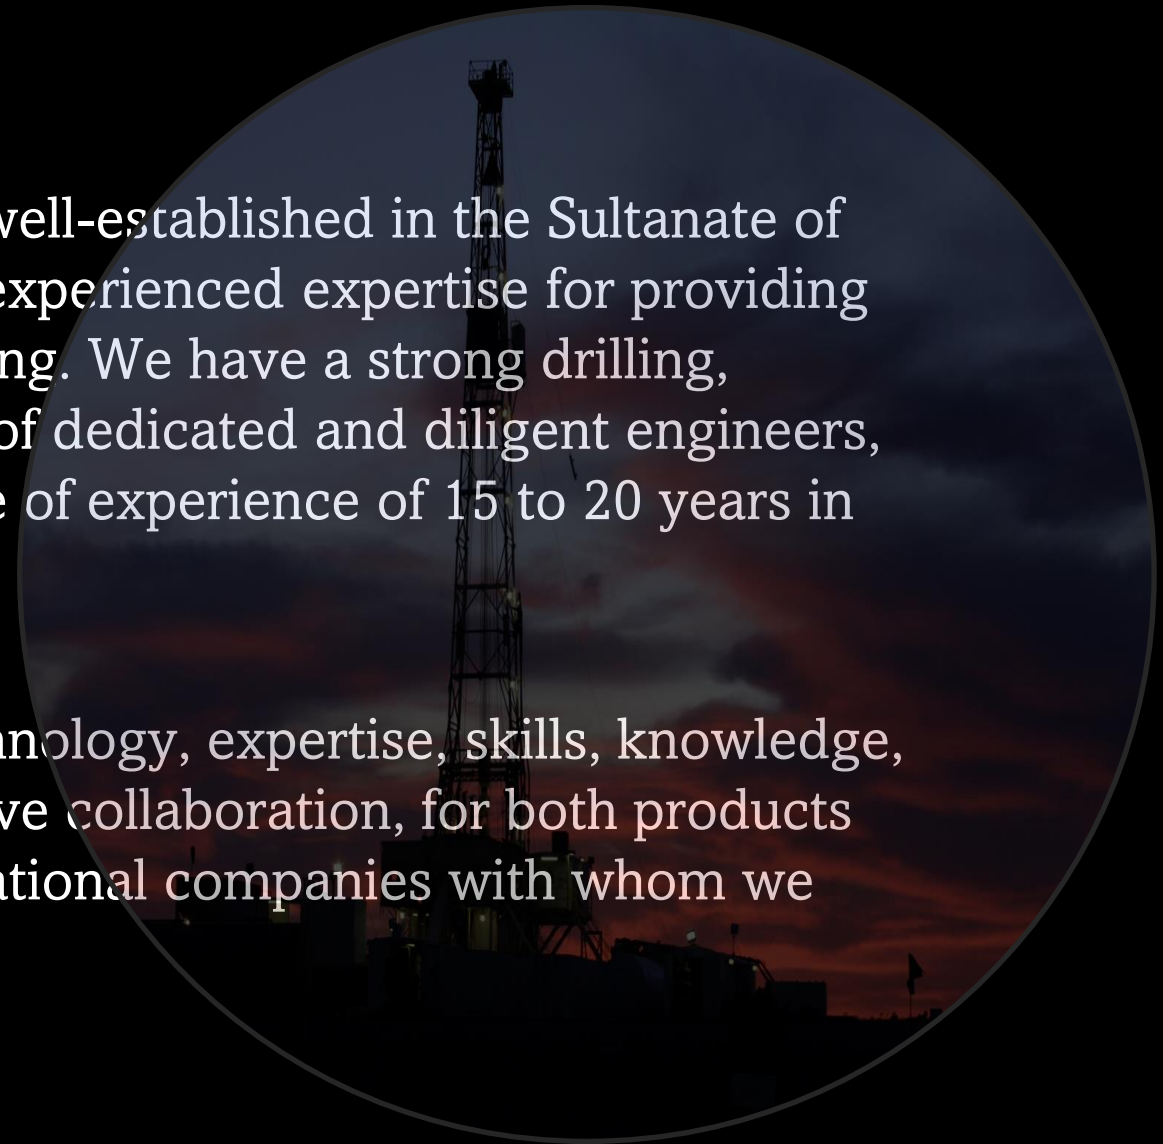 well-established in the Sultanate of
experienced expertise for providing
ng. We have a strong drilling,
of dedicated and diligent engineers,
e of experience of 15 to 20 years in
nology, expertise, skills, knowledge,
ve collaboration, for both products
ational companies with whom we